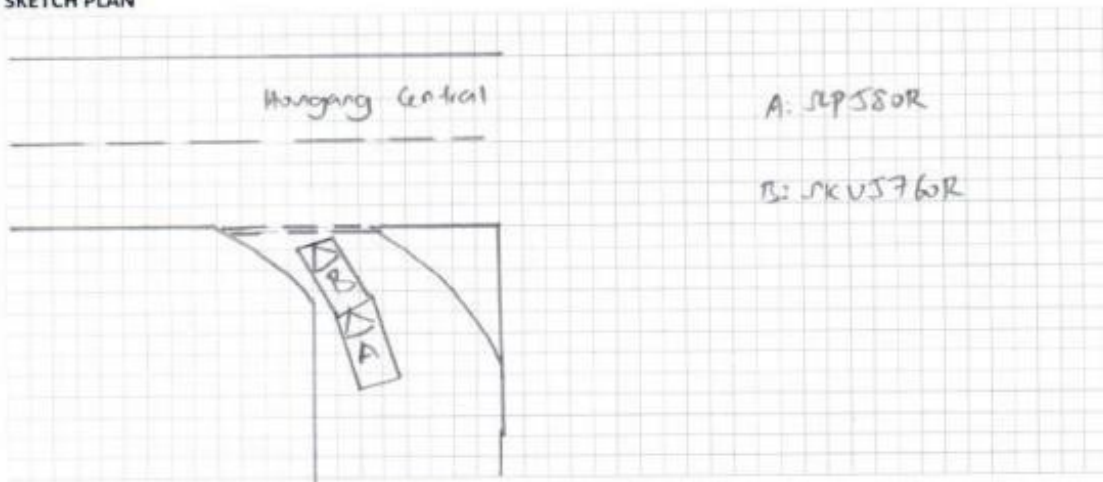 SKETCH PLAN
Hougang Central
A: SLP580R
B: SKU5760R
B
A